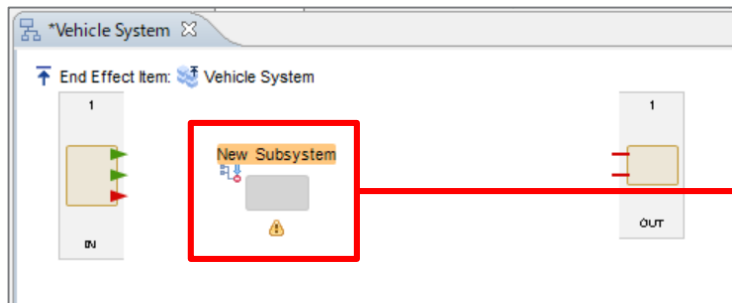 *Vehicle System
End Effect Item: Vehicle System
1
1
New Subsystem
IN
OUT